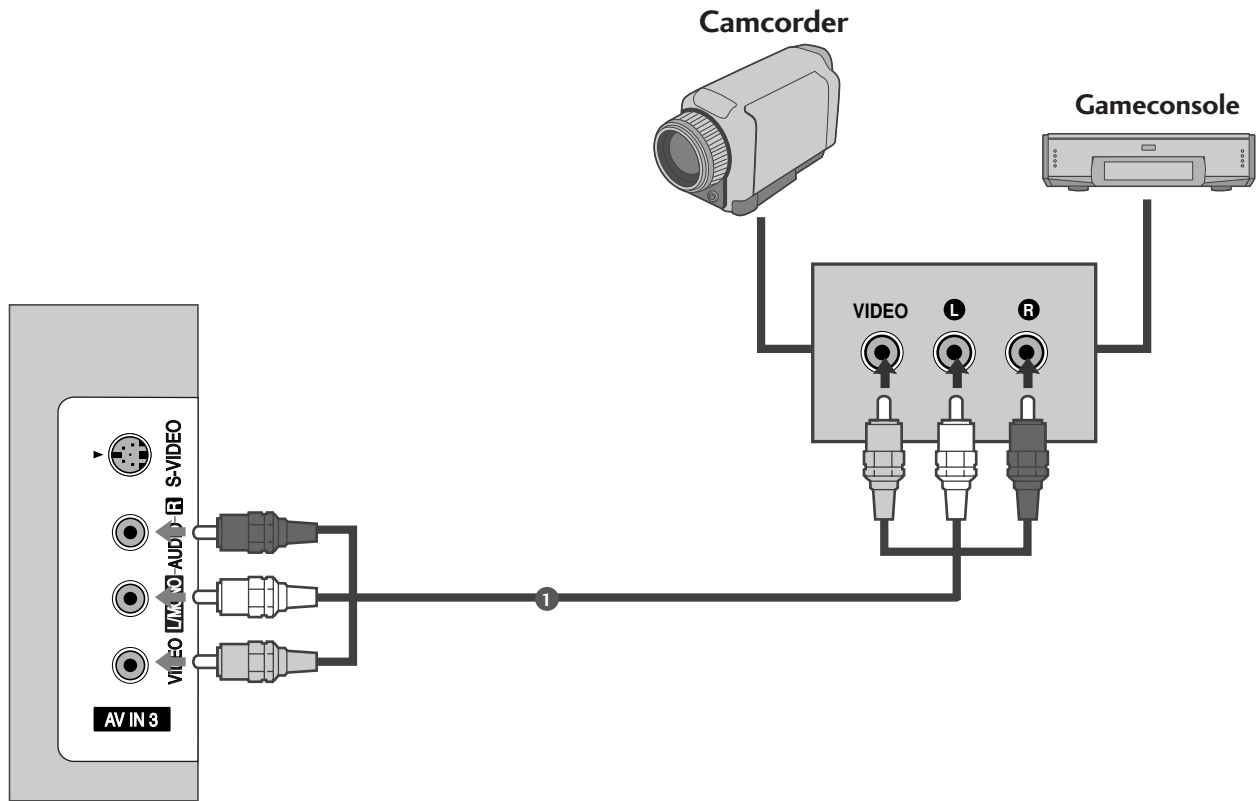 Camcorder
Gameconsole
VIDEO L R
S-VIDEO
VIDEO L/MONO AUDIO R
1
AV IN 3